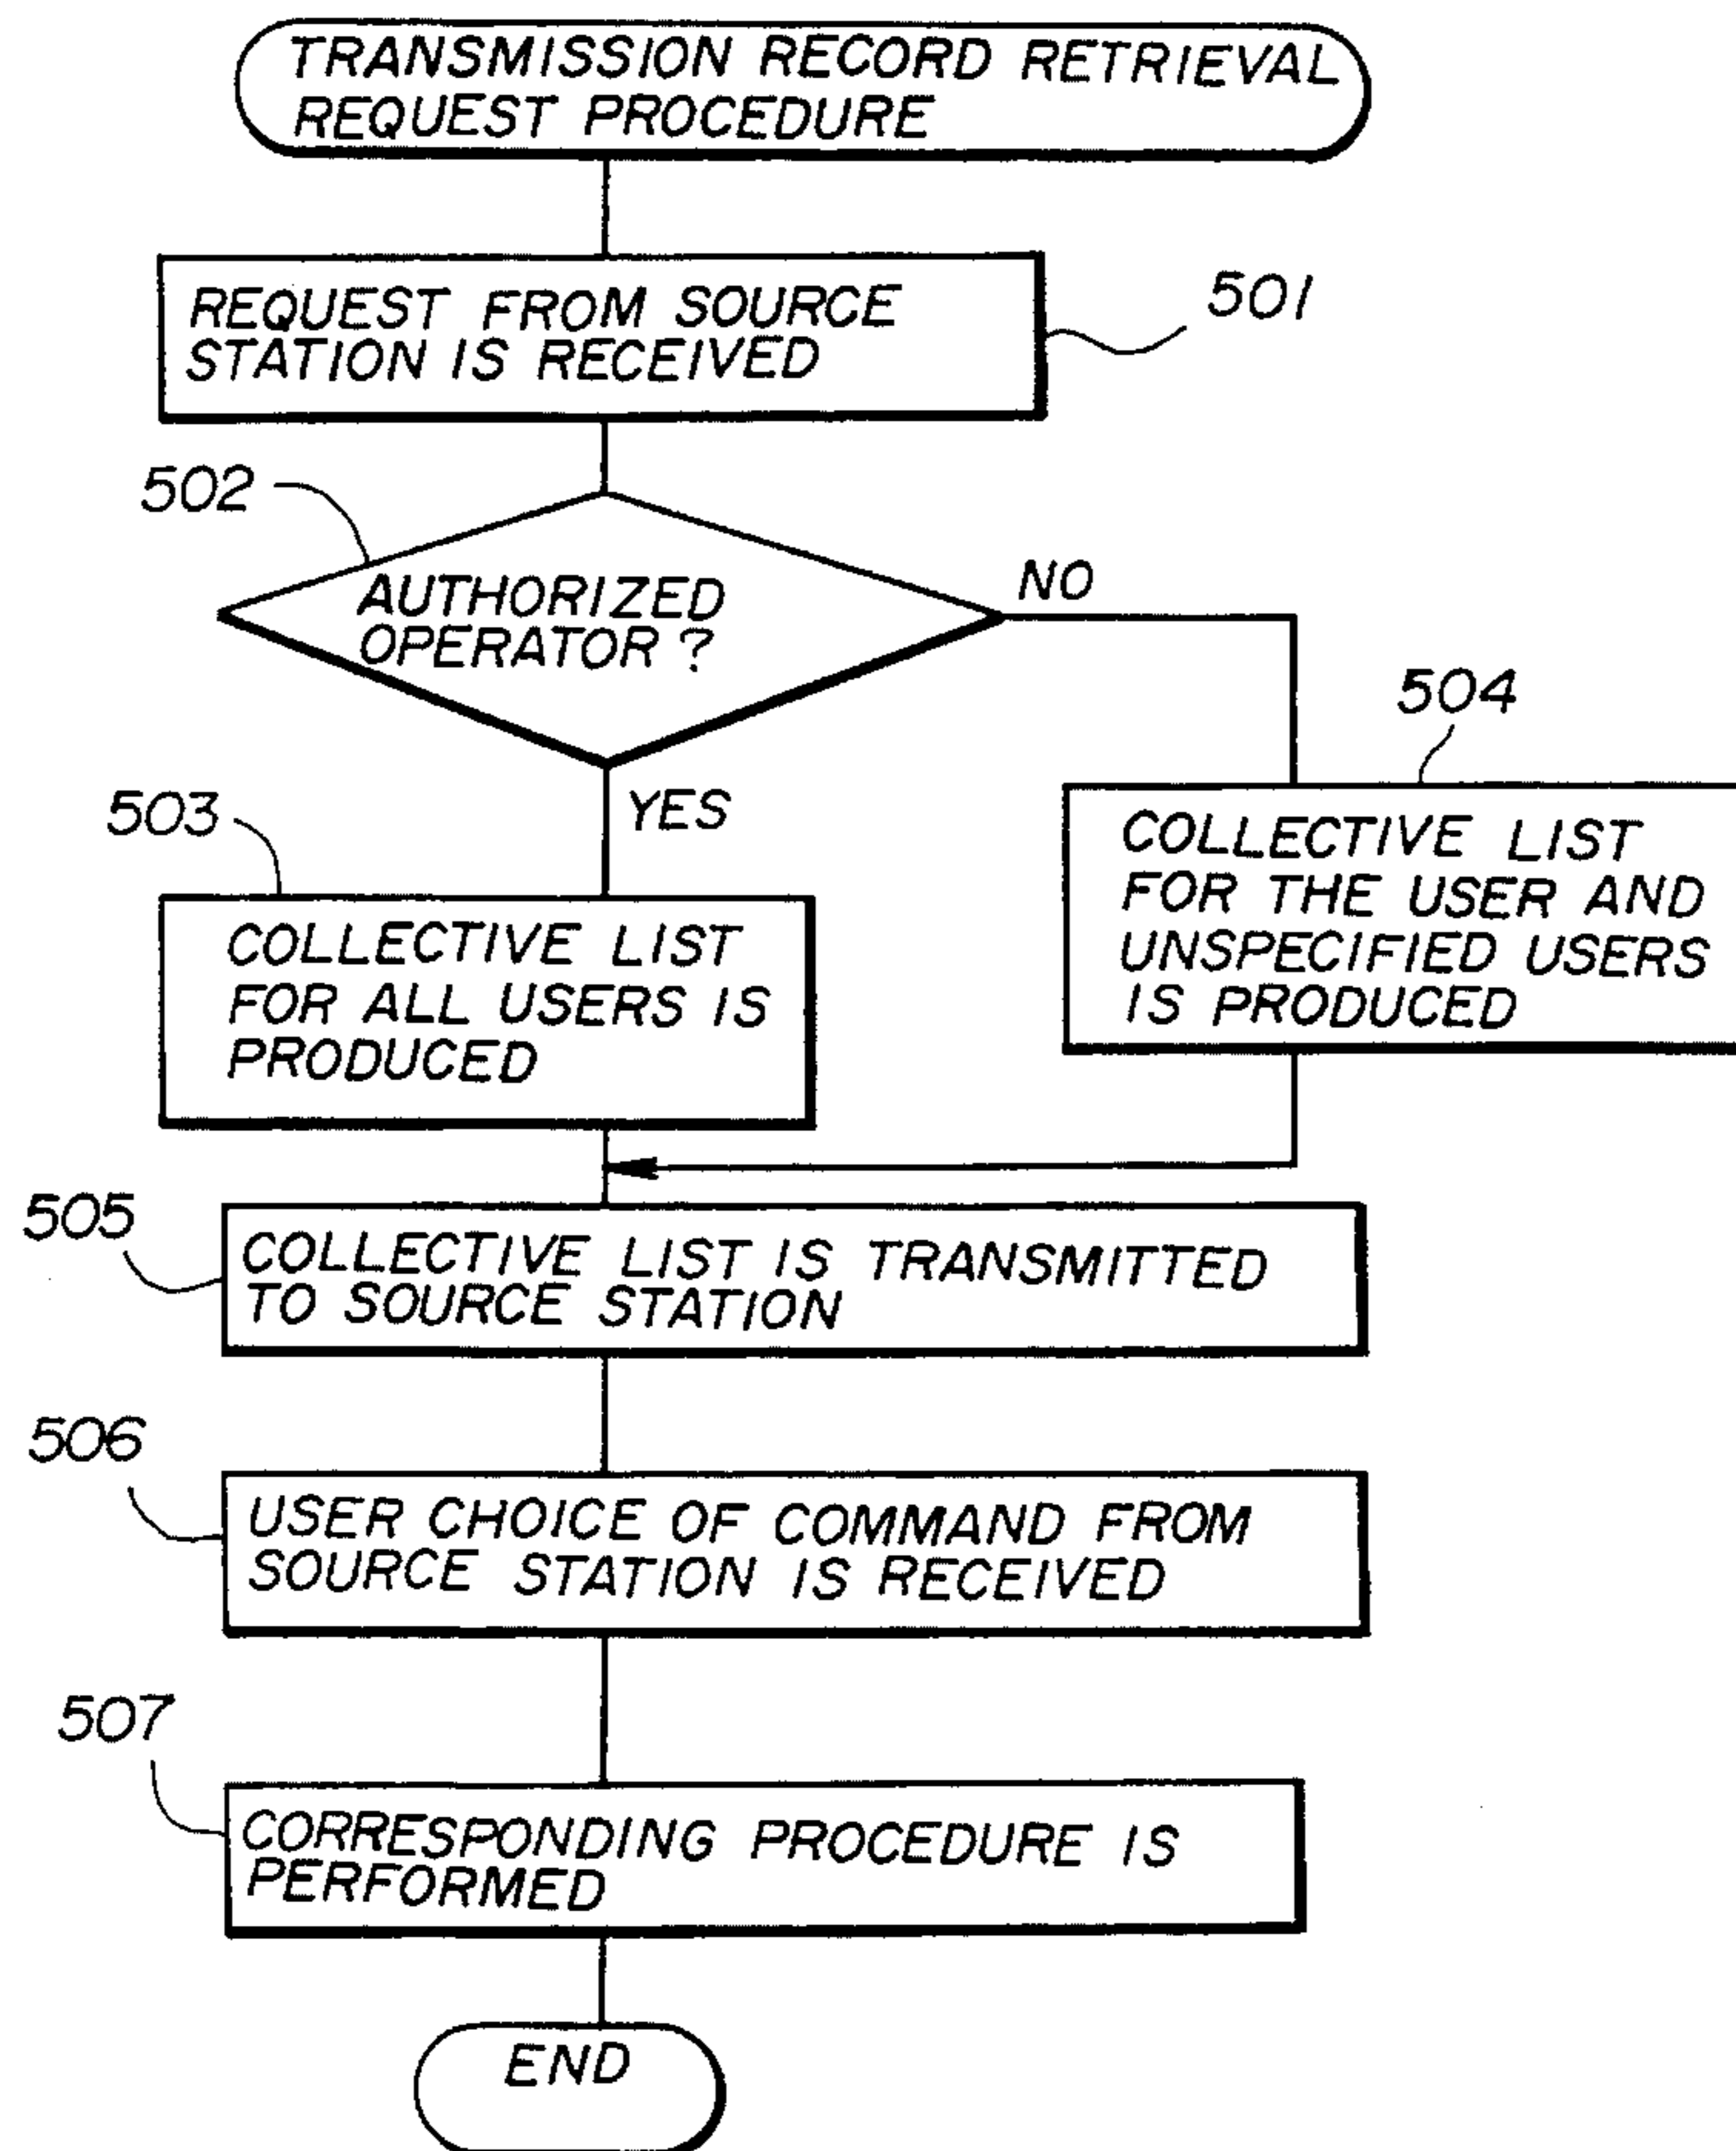 TRANSMISSION RECORD RETRIEVAL
REQUEST PROCEDURE
REQUEST FROM SOURCE
STATION IS RECEIVED
501
502
AUTHORIZED
OPERATOR ?
NO
YES
504
COLLECTIVE LIST
FOR THE USER AND
UNSPECIFIED USERS
IS PRODUCED
503
COLLECTIVE LIST
FOR ALL USERS IS
PRODUCED
505
COLLECTIVE LIST IS TRANSMITTED
TO SOURCE STATION
506
USER CHOICE OF COMMAND FROM
SOURCE STATION IS RECEIVED
507
CORRESPONDING PROCEDURE IS
PERFORMED
END